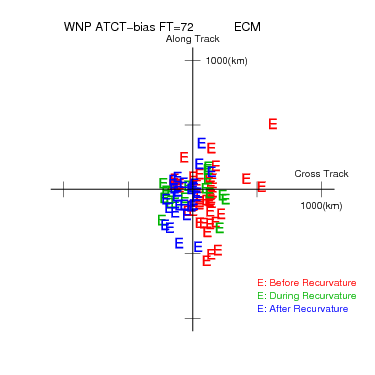 WNP ATCT-bias FT=72 ECM
Along Track
1000(km)
Cross Track
1000(km)
E: Before Recurvature
E: During Recurvature
E: After Recurvature